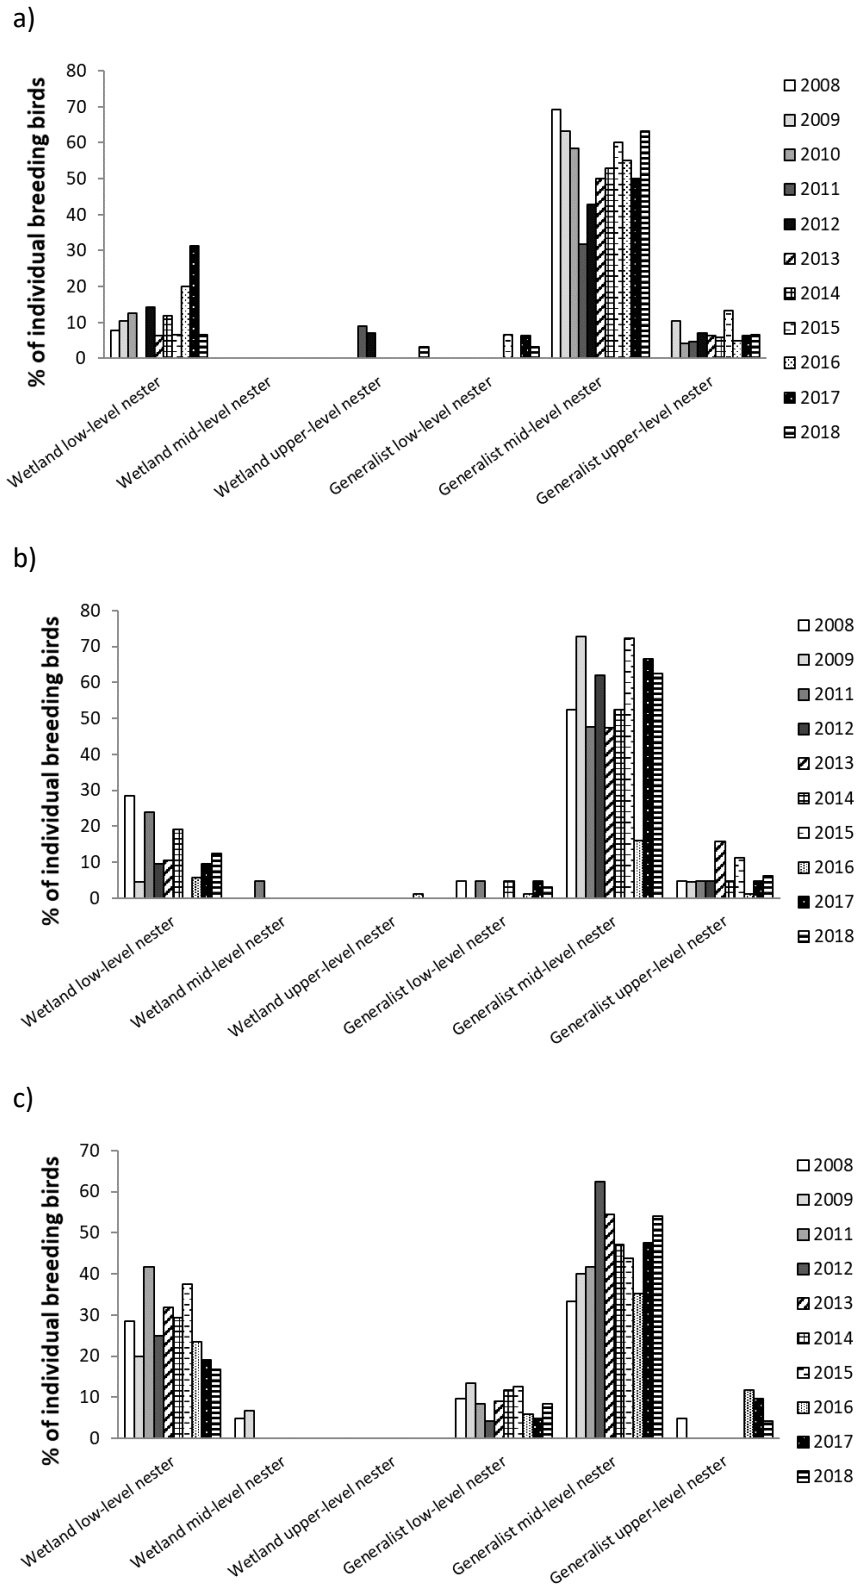 a)
% of individual breeding birds
80
70
60
50
40
30
20
10
0
Wetland low-level nester
Wetland mid-level nester
Wetland upper-level nester
Generalist low-level nester
Generalist mid-level nester
Generalist upper-level nester
2008
2009
2010
2011
2012
2013
2014
2015
2016
2017
2018
b)
% of individual breeding birds
80
70
60
50
40
30
20
10
0
Wetland low-level nester
Wetland mid-level nester
Wetland upper-level nester
Generalist low-level nester
Generalist mid-level nester
Generalist upper-level nester
2008
2009
2011
2012
2013
2014
2015
2016
2017
2018
c)
% of individual breeding birds
70
60
50
40
30
20
10
0
Wetland low-level nester
Wetland mid-level nester
Wetland upper-level nester
Generalist low-level nester
Generalist mid-level nester
Generalist upper-level nester
2008
2009
2011
2012
2013
2014
2015
2016
2017
2018